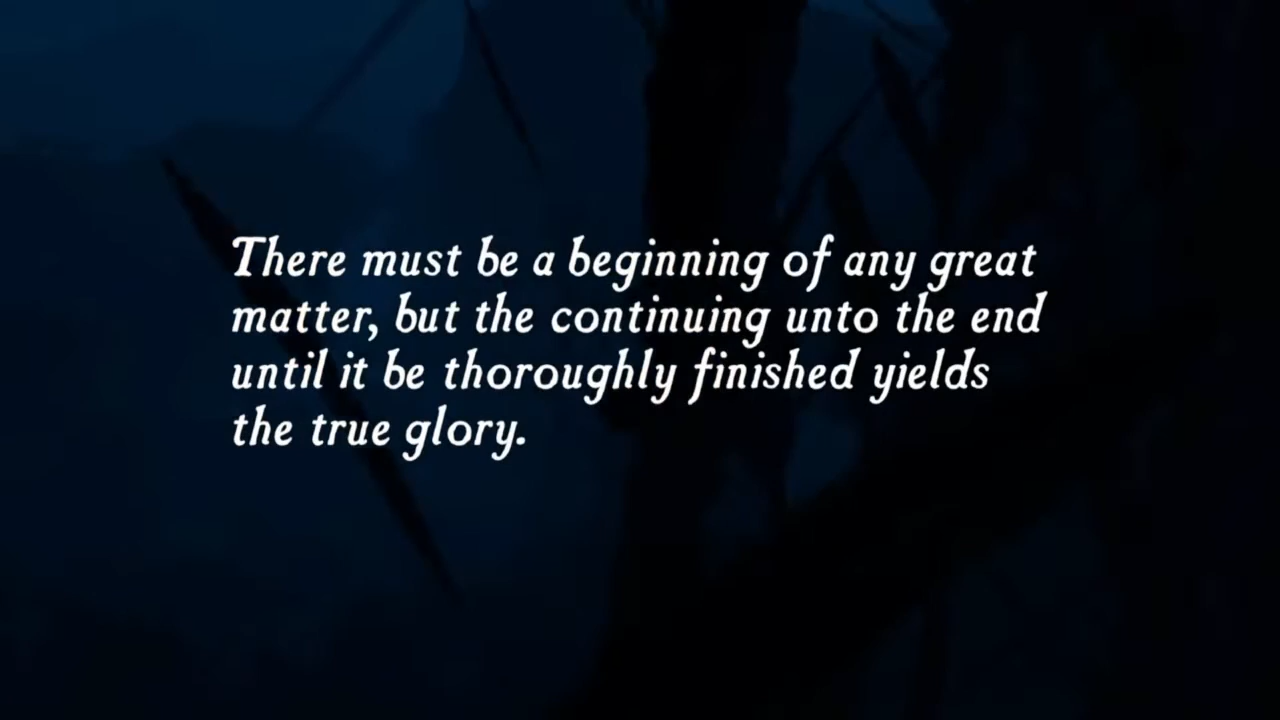 There must be a beginning of any great
matter, but the continuing unto the end
until it be thoroughly finished yields
the true glory.